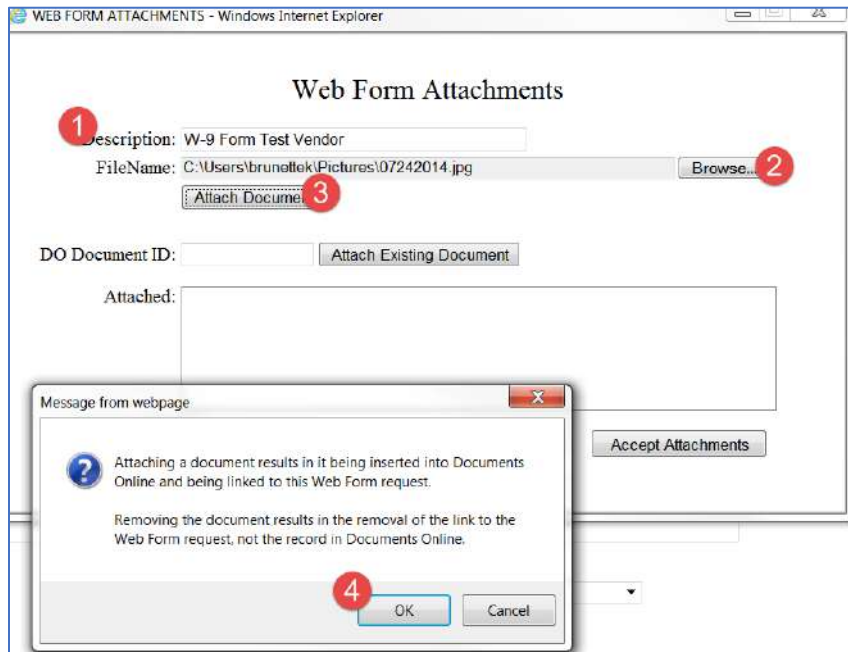 WEB FORM ATTACHMENTS - Windows Internet Explorer
Web Form Attachments
1
Description: W-9 Form Test Vendor
FileName: C:\Users\brunettek\Pictures\07242014.jpg Browse... 2
Attach Docume 3
DO Document ID: Attach Existing Document
Attached:
Message from webpage
Accept Attachments
Attaching a document results in it being inserted into Documents
Online and being linked to this Web Form request.
Removing the document results in the removal of the link to the
Web Form request, not the record in Documents Online.
4
OK Cancel